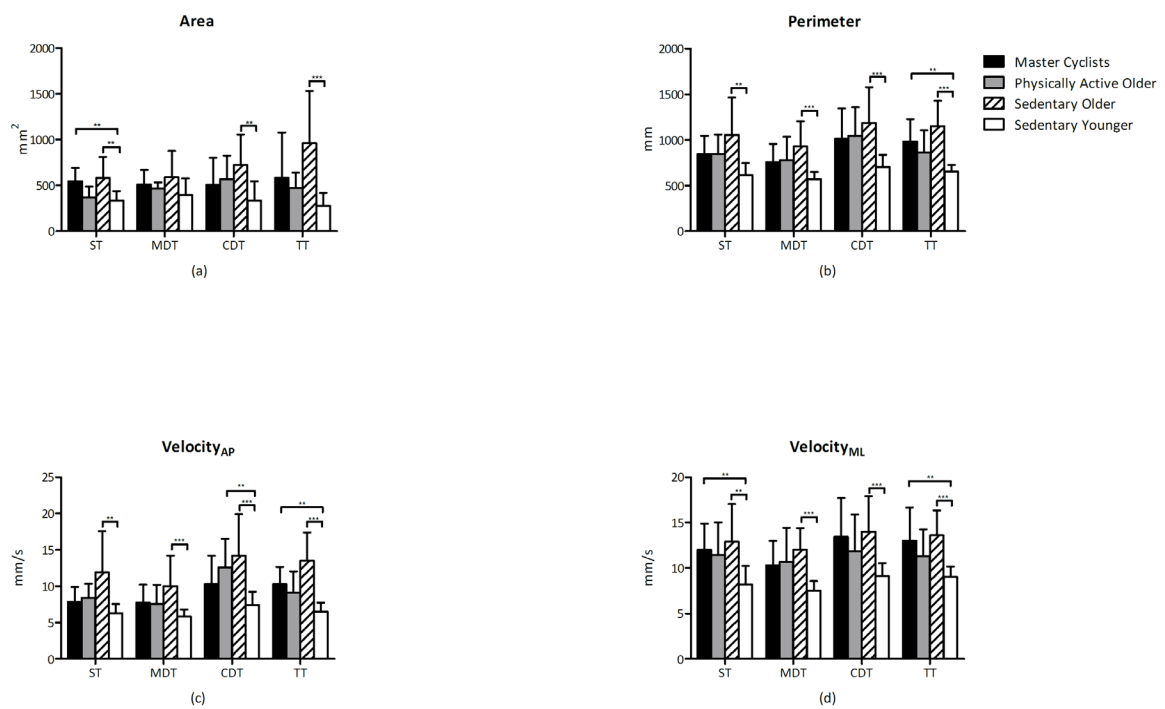 Area
2000
1500
1000
500
0
mm²
**
**
**
***
ST MDT CDT TT
(a)
Perimeter
2000
1500
1000
500
0
mm
**
***
***
**
***
ST MDT CDT TT
(b)
Master Cyclists
Physically Active Older
Sedentary Older
Sedentary Younger
Velocity_AP
25
20
15
10
5
0
mm/s
**
***
**
***
**
***
ST MDT CDT TT
(c)
Velocity_ML
20
15
10
5
0
mm/s
**
**
***
***
**
***
ST MDT CDT TT
(d)